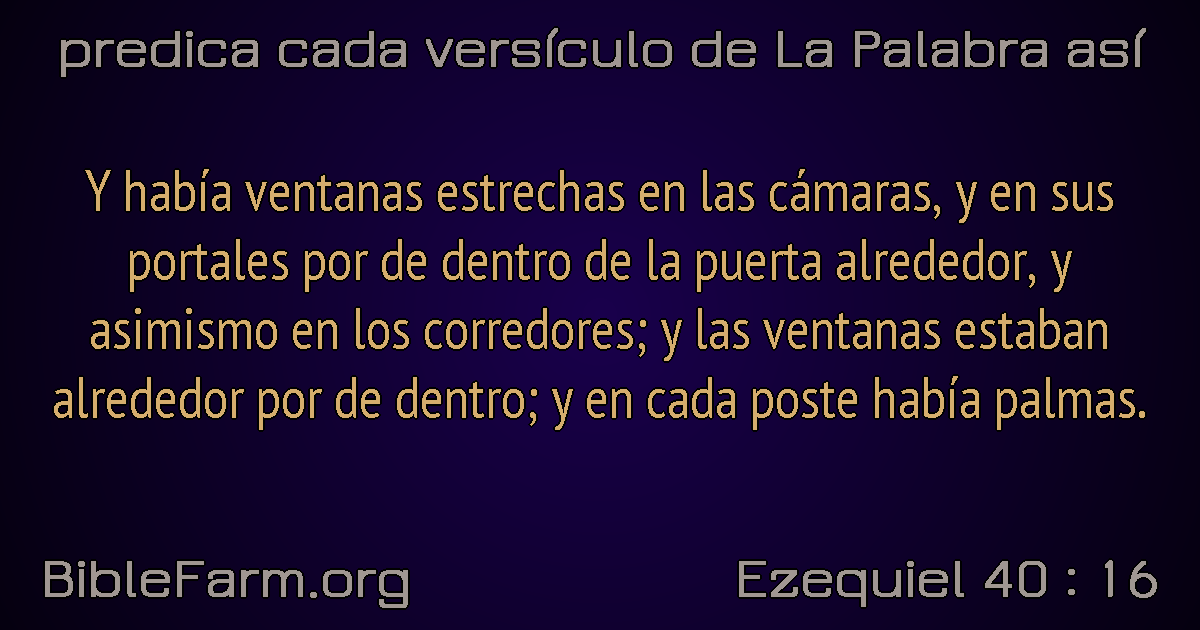 predica cada versículo de La Palabra así
Y había ventanas estrechas en las cámaras, y en sus
portales por de dentro de la puerta alrededor, y
asimismo en los corredores; y las ventanas estaban
alrededor por de dentro; y en cada poste había palmas.
BibleFarm.org
Ezequiel 40 : 16